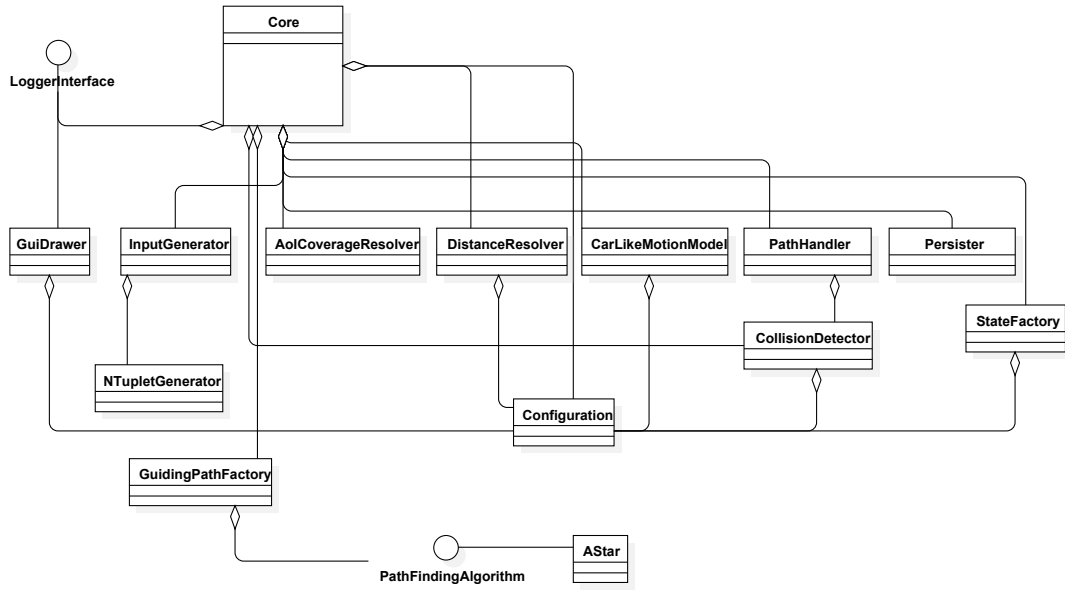 Core
LoggerInterface
GuiDrawer
InputGenerator
AoICoverageResolver
DistanceResolver
CarLikeMotionModel
PathHandler
Persister
StateFactory
CollisionDetector
NTupletGenerator
Configuration
GuidingPathFactory
AStar
PathFindingAlgorithm